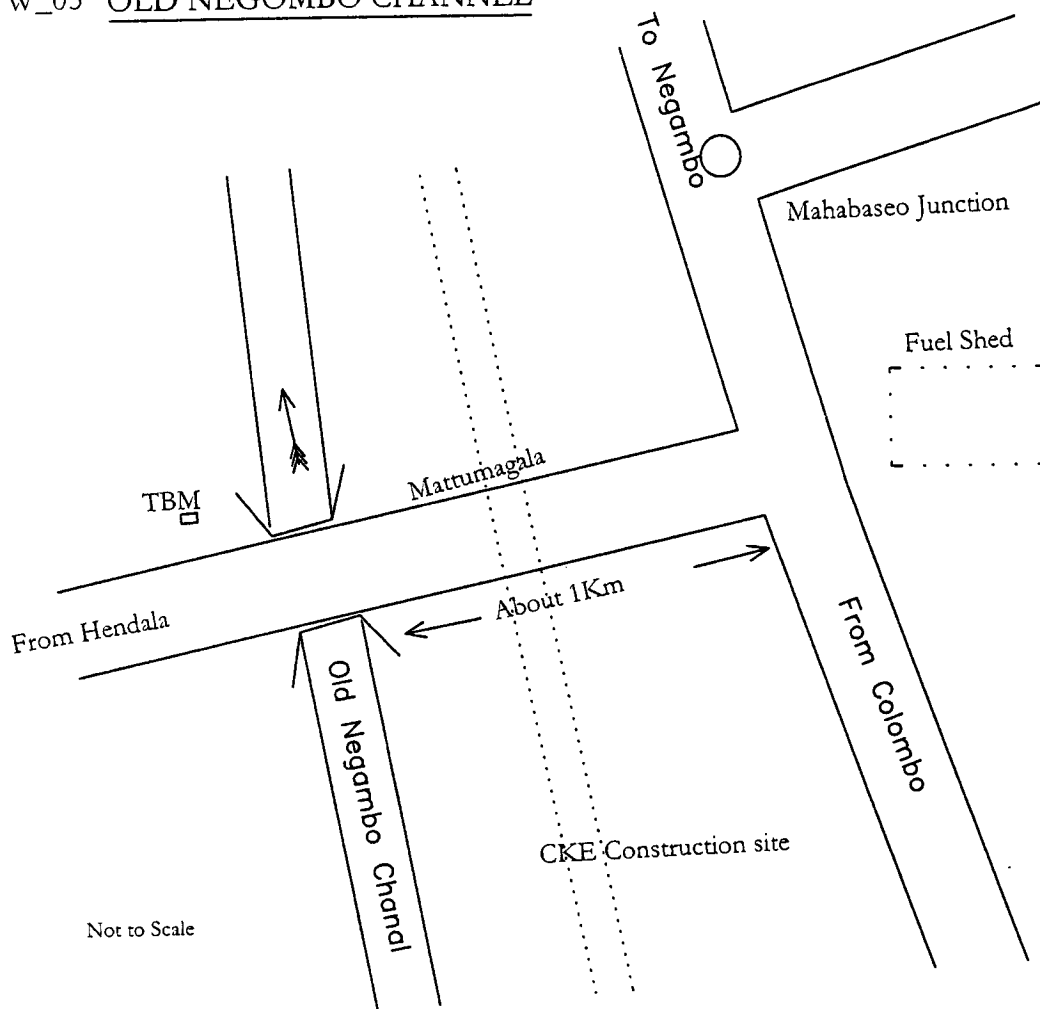 W_05 OLD NEGOMBO CHANNEL
To Negambo
Mahabaseo Junction
Fuel Shed
Mattumagala
TBM
About 1Km
From Hendala
From Colombo
Old Negambo Chanal
CKE Construction site
Not to Scale